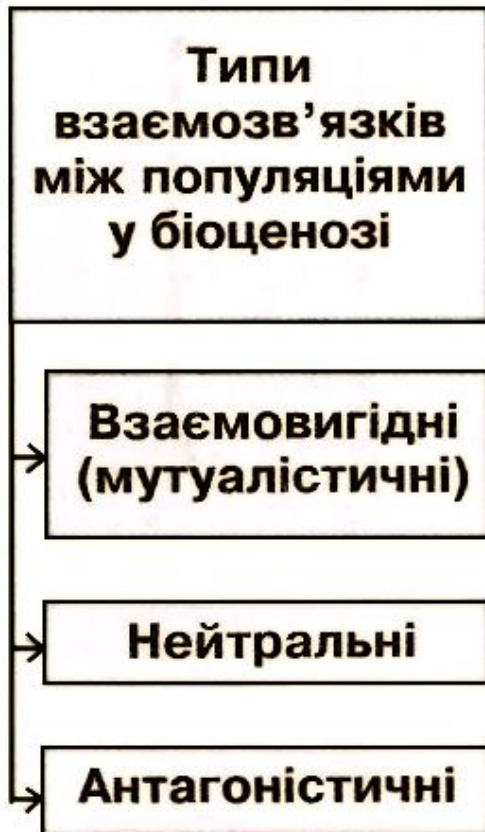 Типи
взаємозв’язків
між популяціями
у біоценозі
Взаємовигідні
(мутуалістичні)
Нейтральні
Антагоністичні